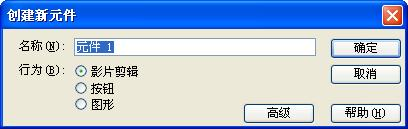 创建新元件
名称(N): 元件 1 确定
行为(B): 影片剪辑 取消
按钮
图形
高级 帮助(H)